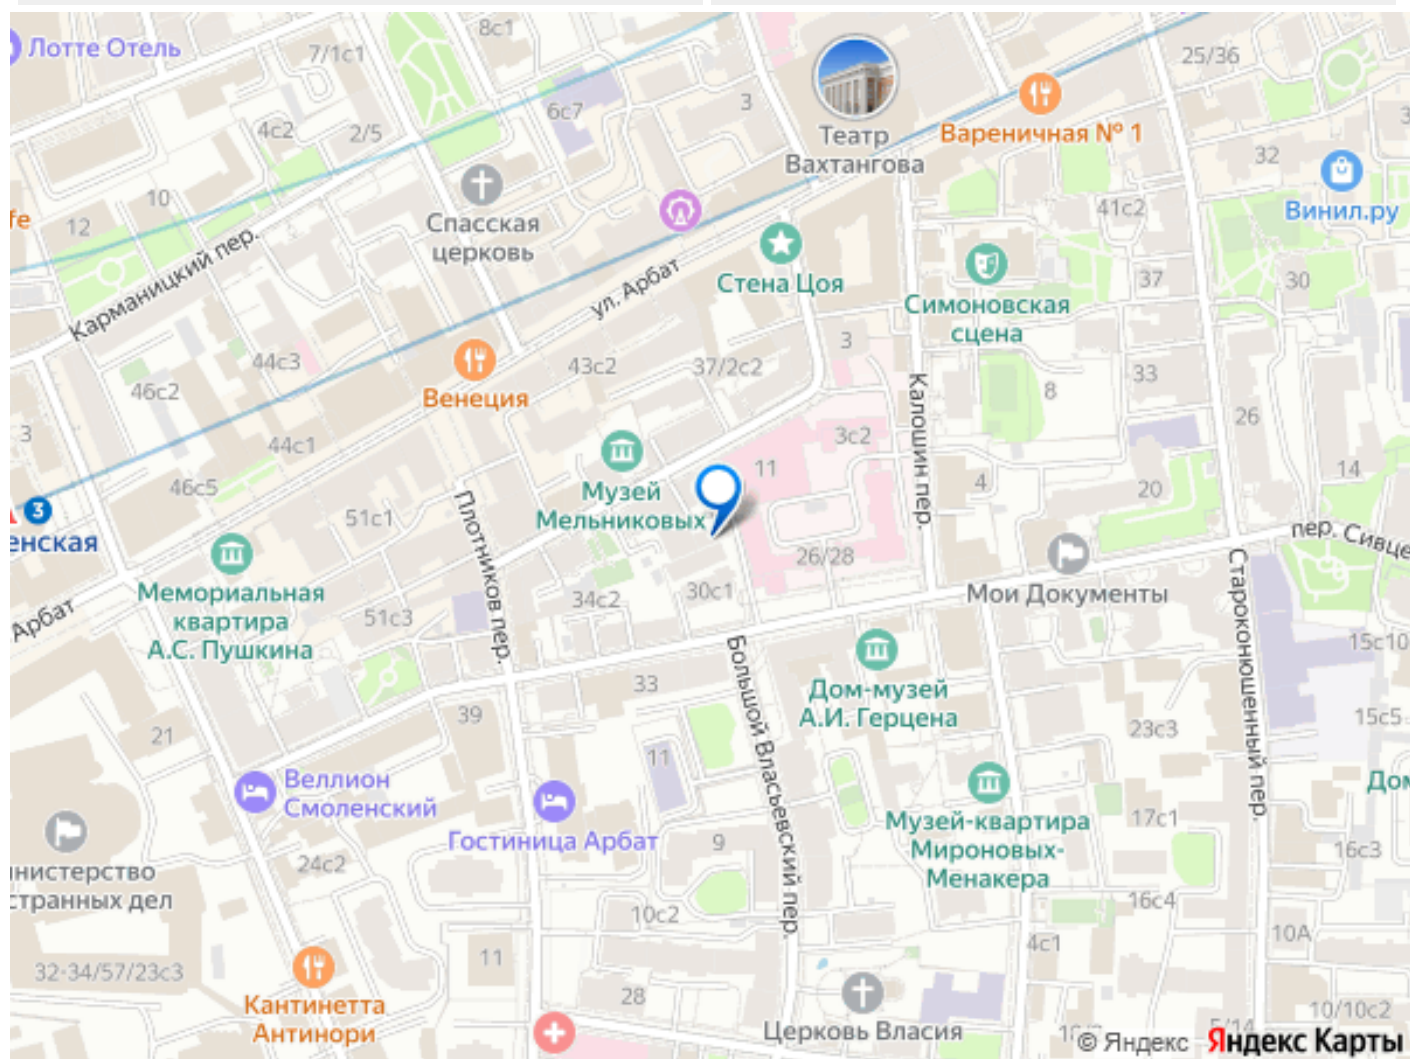 Лотте Отель
7/1с1
8с1
25/36
6с7
3
Театр
Вахтангова
Вареничная № 1
4с2
2/5
32
Винил.ру
10
12
fe
Спасская
церковь
41с2
Карманицкий пер.
ул. Арбат
Стена Цоя
Симоновская
сцена
37
30
44с3
46с2
43с2
37/2с2
3
Венеция
33
8
Калошин пер.
26
3
44с1
3с2
11
14
Музей
Мельниковых
46с5
51с1
4
20
3
енская
Плотников пер.
26/28
пер. Сивце
Мемориальная
квартира
А.С. Пушкина
Арбат
51с3
34с2
30с1
Мои Документы
Староконюшенный пер.
15с10
Большой Власьевский пер.
33
Дом-музей
А.И. Герцена
39
21
23с3
15с5
11
Веллион
Смоленский
Гостиница Арбат
Музей-квартира
Мироновых-
Менакера
17с1
Дом
9
16с3
24с2
нистерство
странных дел
16с4
10с2
10А
4с1
32-34/57/23с3
11
28
Кантинетта
Антинори
Церковь Власия
10/10с2
5/14
© Яндекс Яндекс Карты